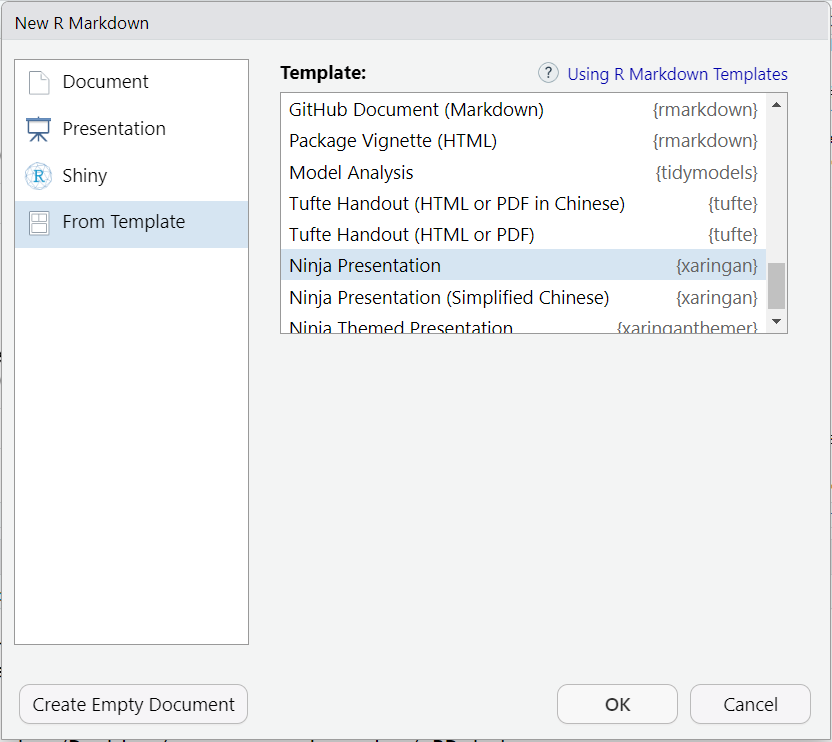 New R Markdown
Document
Presentation
Shiny
From Template
Template:
? Using R Markdown Templates
GitHub Document (Markdown) {rmarkdown}
Package Vignette (HTML) {rmarkdown}
Model Analysis {tidymodels}
Tufte Handout (HTML or PDF in Chinese) {tufte}
Tufte Handout (HTML or PDF) {tufte}
Ninja Presentation {xaringan}
Ninja Presentation (Simplified Chinese) {xaringan}
Ninja Themed Presentation {xaringanthemer}
Create Empty Document
OK
Cancel